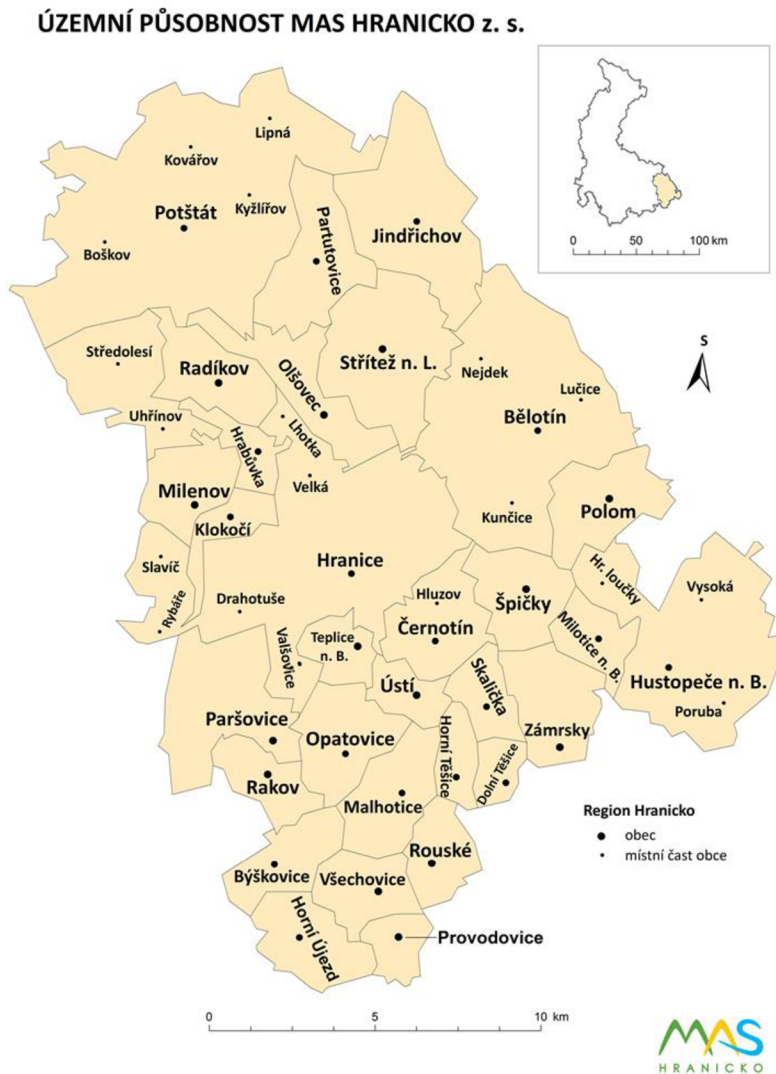 ÚZEMNÍ PŮSOBNOST MAS HRANICKO z. s.
Lipná
Kovářov
Kyžlířov
Potštát
Boškov
Partutovice
Jindřichov
0 50 100 km
S
Středolesí
Radíkov
Olšovec
Střítež n. L.
Nejdek
Lučice
Uhřínov
Lhotka
Hrabůvka
Bělotín
Velká
Milenov
Klokočí
Kunčice
Polom
Hranice
Slavíč
Hr. loučky
Vysoká
Drahotuše
Rybáře
Hluzov
Špičky
Černotín
Teplice
n. B.
Valšovice
Milotice n. B.
Hustopeče n. B.
Poruba
Ústí
Skalička
Paršovice
Opatovice
Horní Těšice
Zámrsky
Dolní Těšice
Rakov
Malhotice
Region Hranicko
obec
místní čast obce
Rouské
Býškovice
Všechovice
Horní Újezd
Provodovice
0 5 10 km
MAS
HRANICKO